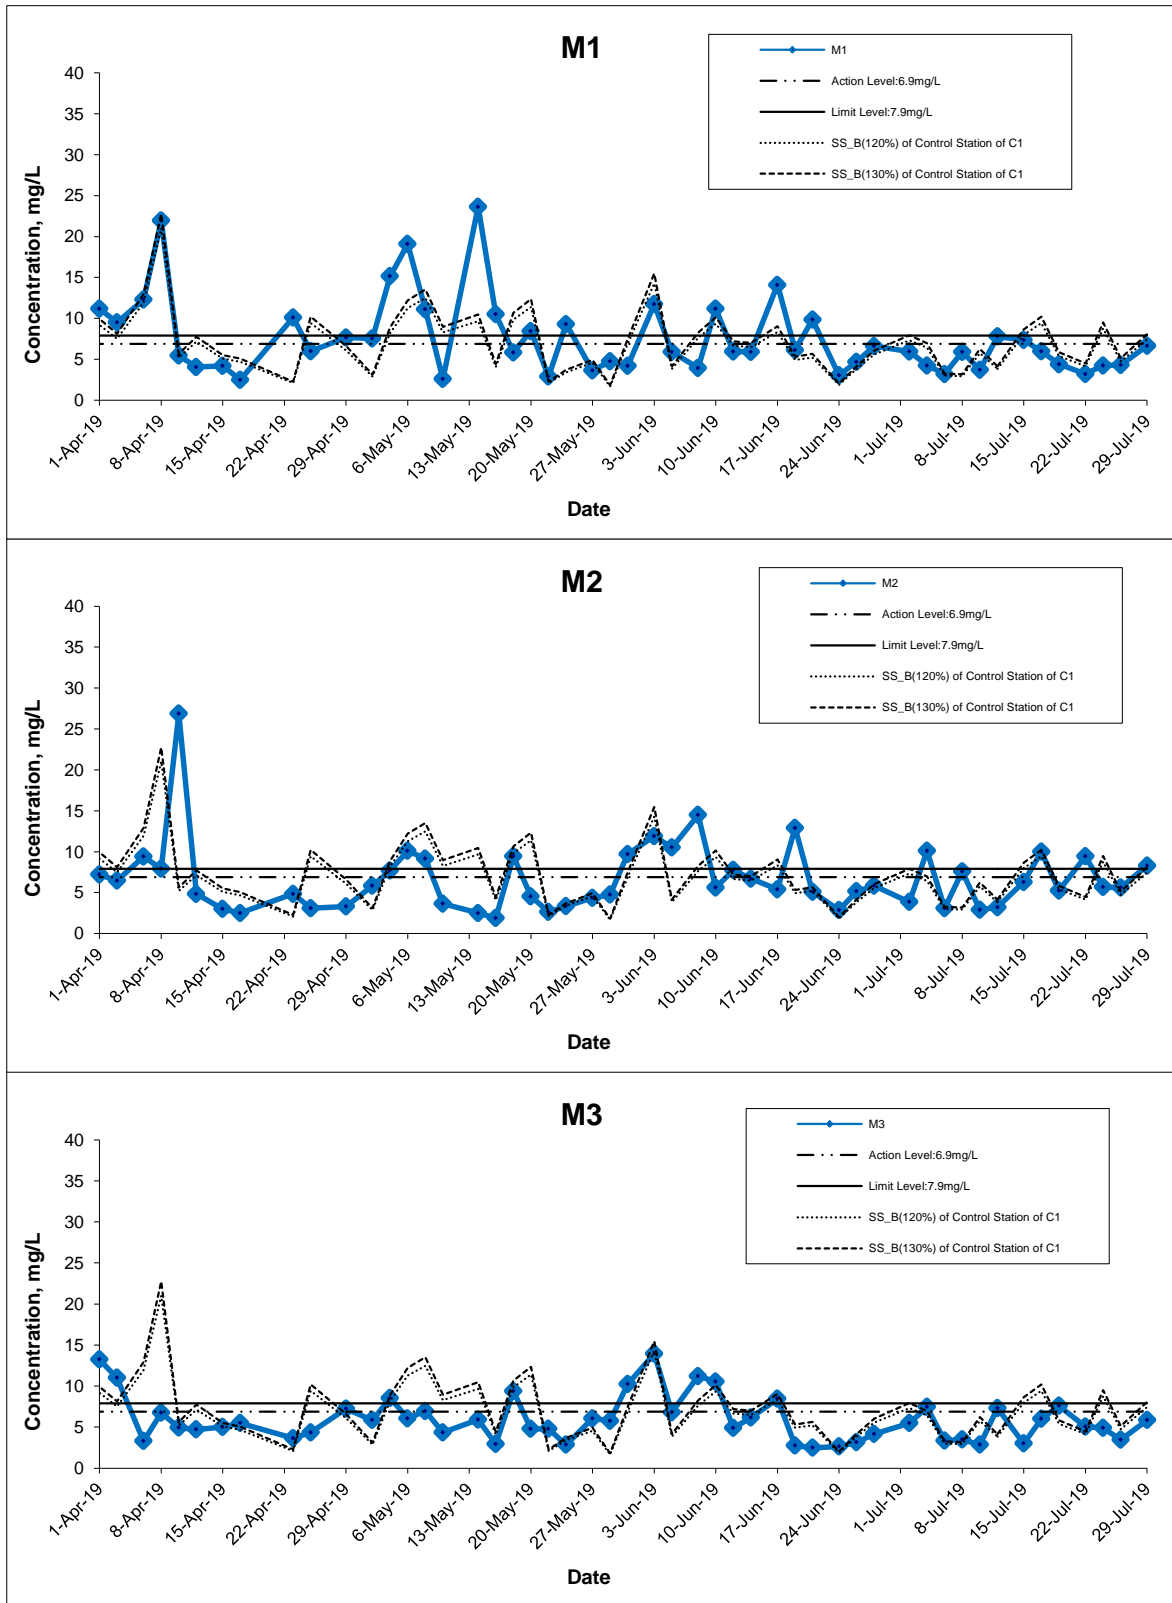 M1
M1
Action Level:6.9mg/L
Limit Level:7.9mg/L
SS_B(120%) of Control Station of C1
SS_B(130%) of Control Station of C1
Concentration, mg/L
40
35
30
25
20
15
10
5
0
1-Apr-19
8-Apr-19
15-Apr-19
22-Apr-19
29-Apr-19
6-May-19
13-May-19
20-May-19
27-May-19
3-Jun-19
10-Jun-19
17-Jun-19
24-Jun-19
1-Jul-19
8-Jul-19
15-Jul-19
22-Jul-19
29-Jul-19
Date
M2
M2
Action Level:6.9mg/L
Limit Level:7.9mg/L
SS_B(120%) of Control Station of C1
SS_B(130%) of Control Station of C1
Concentration, mg/L
40
35
30
25
20
15
10
5
0
1-Apr-19
8-Apr-19
15-Apr-19
22-Apr-19
29-Apr-19
6-May-19
13-May-19
20-May-19
27-May-19
3-Jun-19
10-Jun-19
17-Jun-19
24-Jun-19
1-Jul-19
8-Jul-19
15-Jul-19
22-Jul-19
29-Jul-19
Date
M3
M3
Action Level:6.9mg/L
Limit Level:7.9mg/L
SS_B(120%) of Control Station of C1
SS_B(130%) of Control Station of C1
Concentration, mg/L
40
35
30
25
20
15
10
5
0
1-Apr-19
8-Apr-19
15-Apr-19
22-Apr-19
29-Apr-19
6-May-19
13-May-19
20-May-19
27-May-19
3-Jun-19
10-Jun-19
17-Jun-19
24-Jun-19
1-Jul-19
8-Jul-19
15-Jul-19
22-Jul-19
29-Jul-19
Date